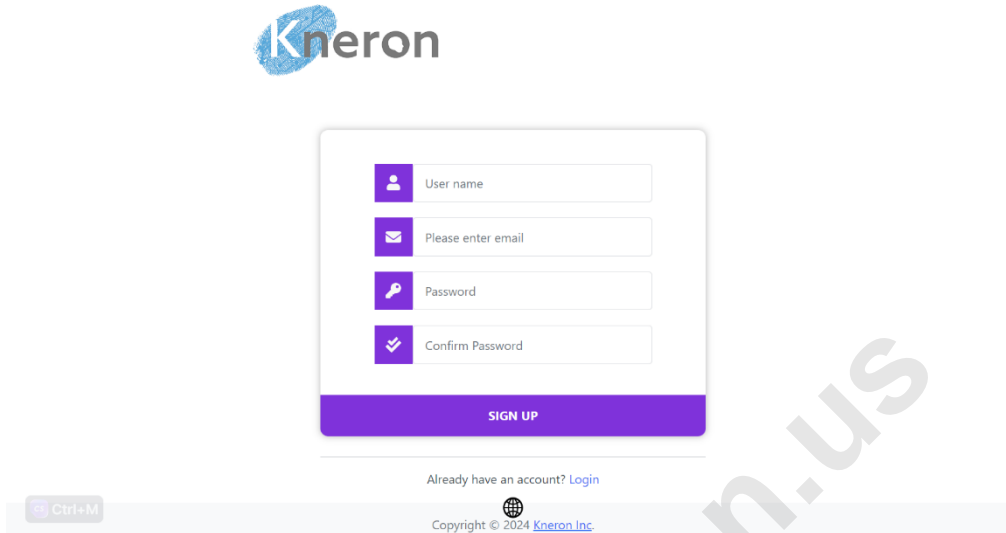 Kneron
User name
Please enter email
Password
Confirm Password
SIGN UP
Already have an account? Login
Ctrl+M
Copyright © 2024 Kneron Inc.
n.us